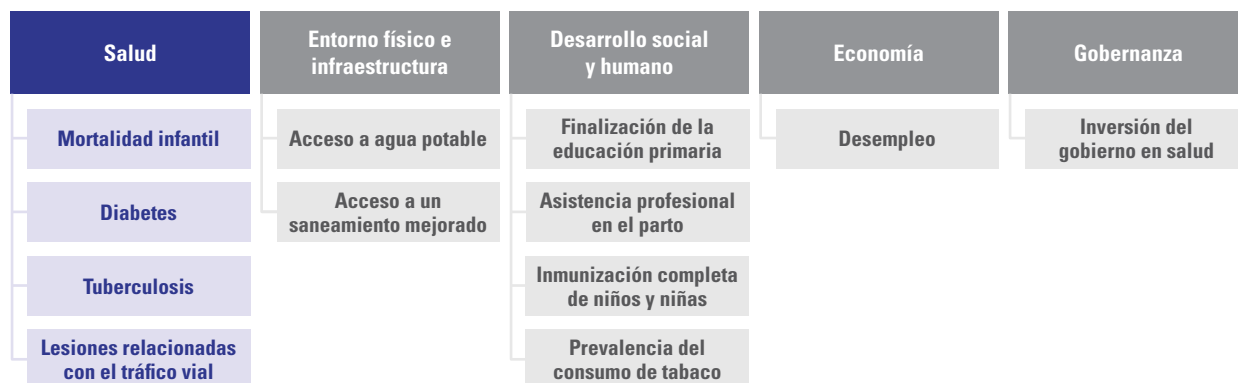 Salud
Entorno físico e
infraestructura
Desarrollo social
y humano
Economía
Gobernanza
Mortalidad infantil
Acceso a agua potable
Finalización de la
educación primaria
Desempleo
Inversión del
gobierno en salud
Diabetes
Acceso a un
saneamiento mejorado
Asistencia profesional
en el parto
Tuberculosis
Inmunización completa
de niños y niñas
Lesiones relacionadas
con el tráfico vial
Prevalencia del
consumo de tabaco